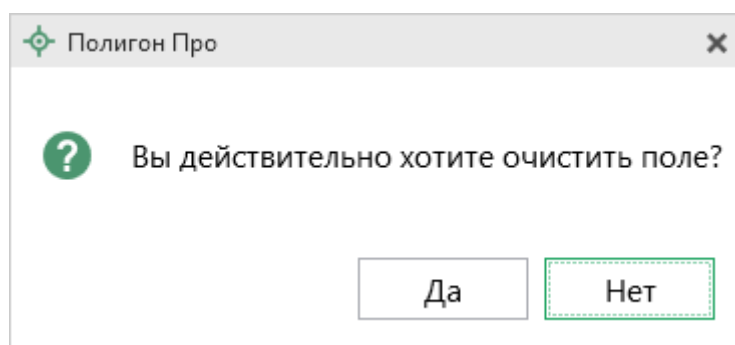 Полигон Про
Вы действительно хотите очистить поле?
Да
Нет